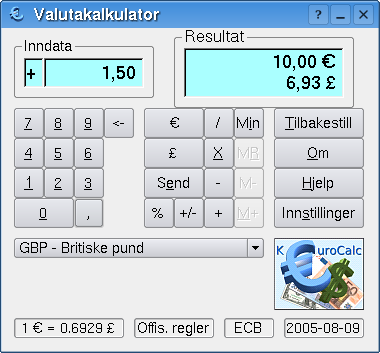 Valutakalkulator
Inndata
+ 1,50
Resultat
10,00 €
6,93 £
7 8 9 <- € / Min Tilbakestill
4 5 6 £ X MR Om
1 2 3 Send - M- Hjelp
0 , % +/- + M+ Innstillinger
GBP - Britiske pund
K €uroCalc
1 € = 0.6929 £ Offis. regler ECB 2005-08-09